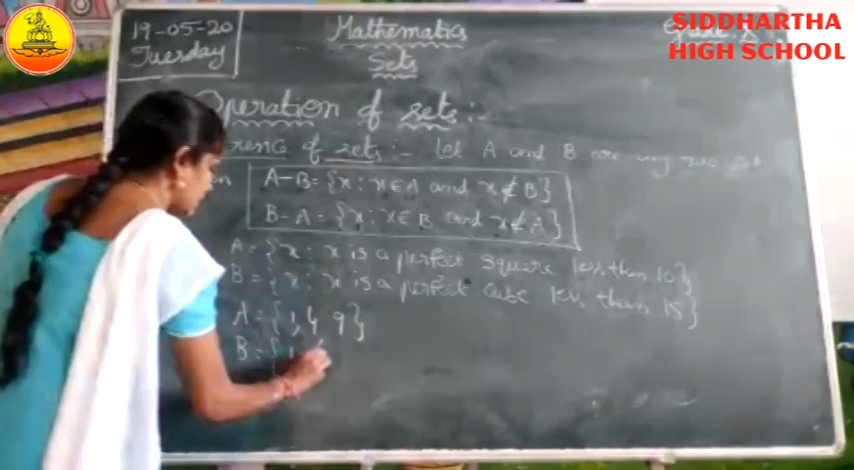 19-05-20
Tuesday
Mathematics
Sets
SIDDHARTHA
HIGH SCHOOL
Operation of sets :-
of sets :- Let A and B are any two
A-B = {x : x ∈ A and x ∉ B}
B-A = {x : x ∈ B and x ∉ A}
A = {x : x is a perfect square less than 10}
B = {x : x is a perfect cube less than 15}
A = {1, 4, 9}
B = {1,